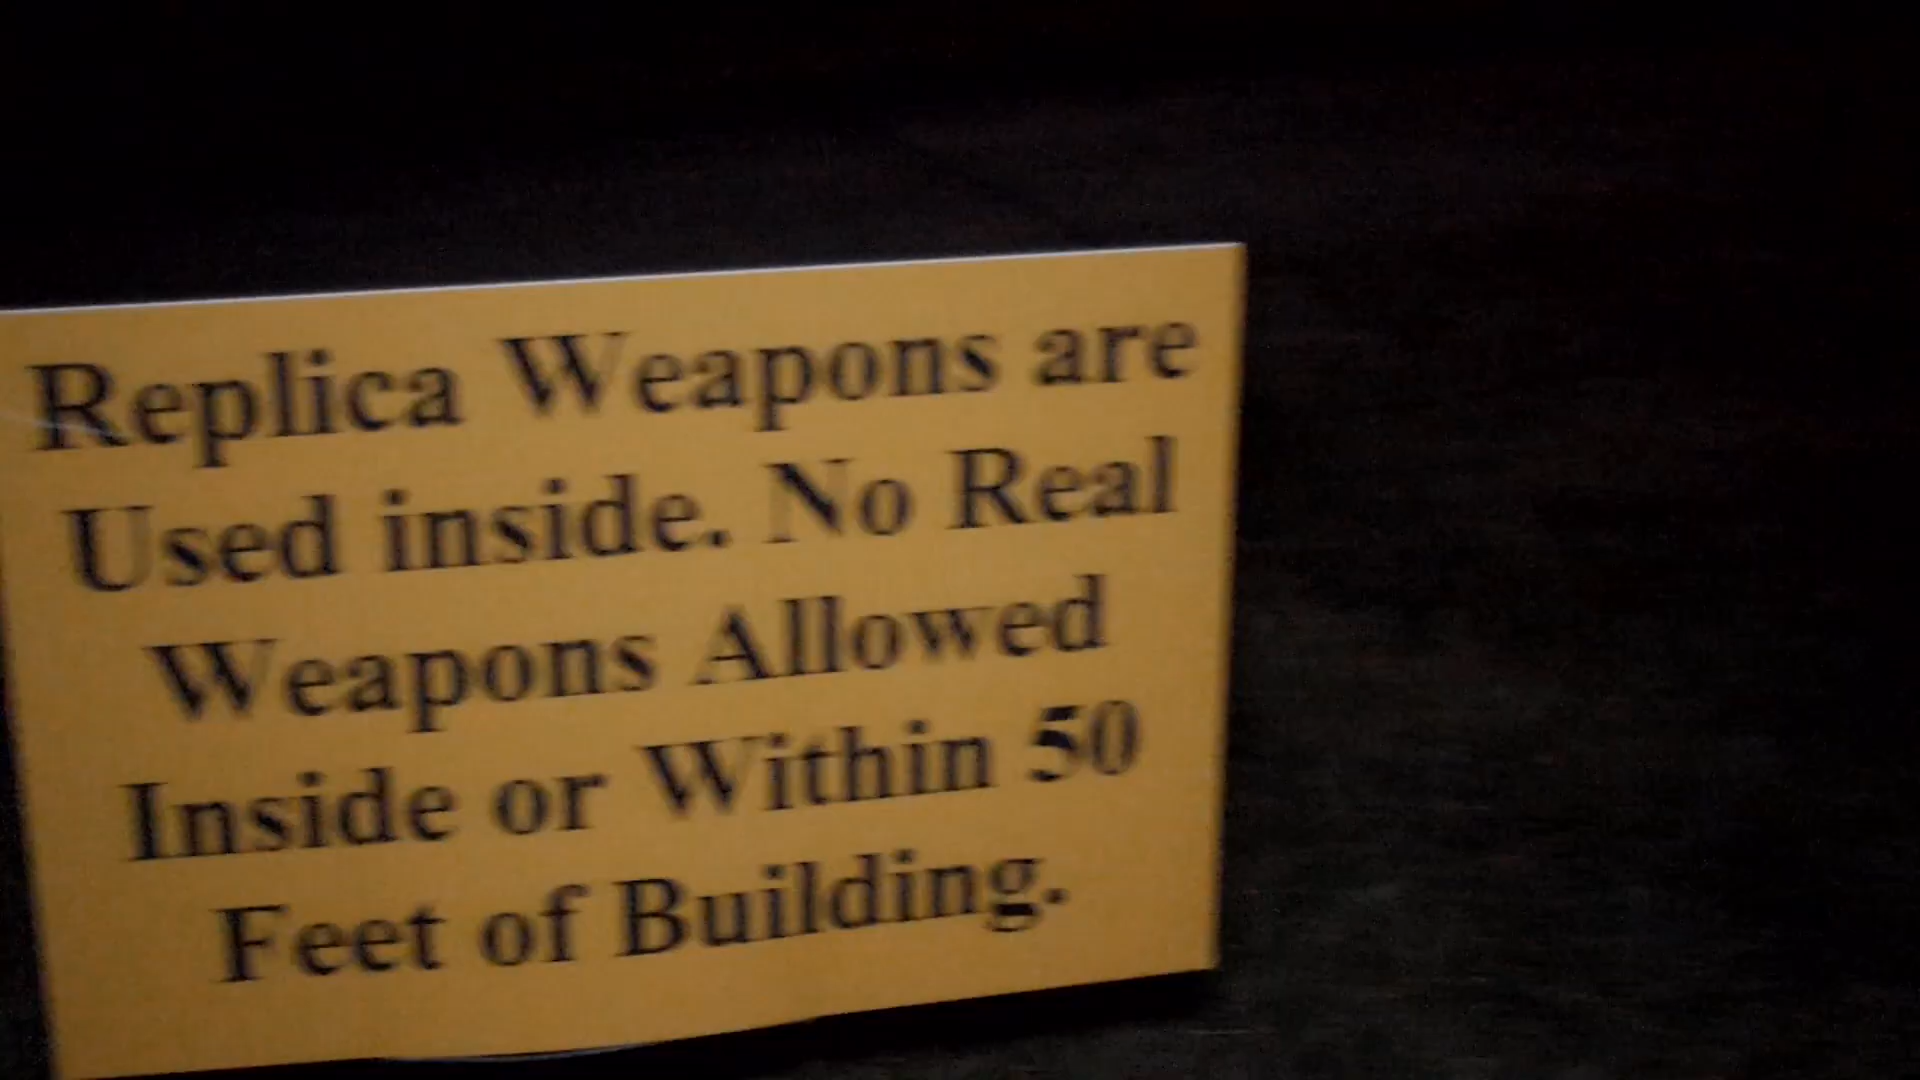 Replica Weapons are
Used inside. No Real
Weapons Allowed
Inside or Within 50
Feet of Building.